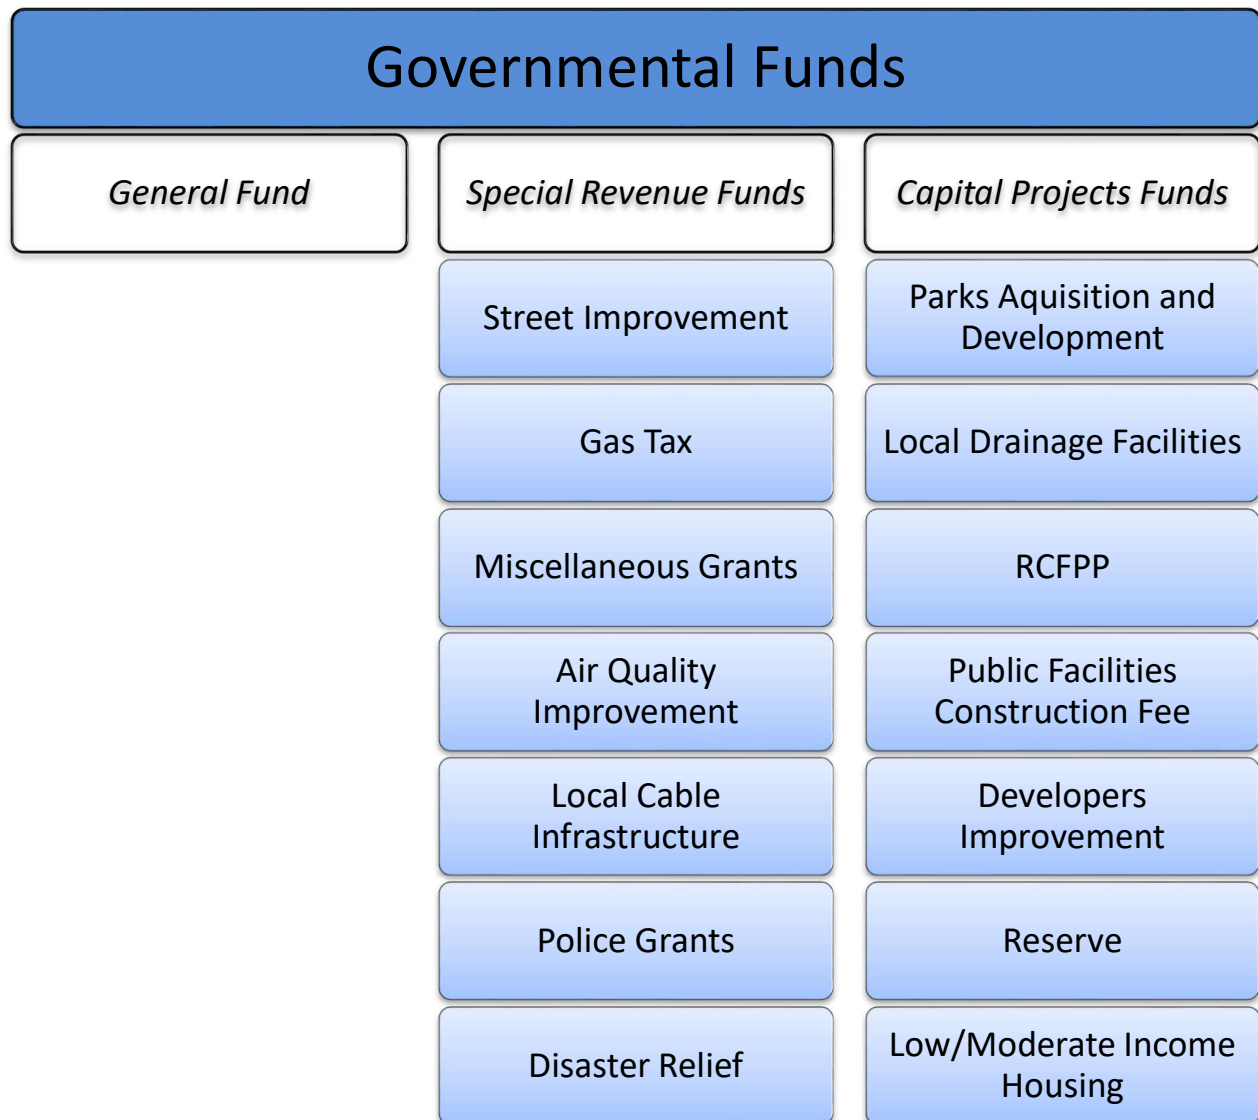 Governmental Funds
General Fund
Special Revenue Funds
Capital Projects Funds
Street Improvement
Parks Aquisition and
Development
Gas Tax
Local Drainage Facilities
Miscellaneous Grants
RCFPP
Air Quality
Improvement
Public Facilities
Construction Fee
Local Cable
Infrastructure
Developers
Improvement
Police Grants
Reserve
Disaster Relief
Low/Moderate Income
Housing